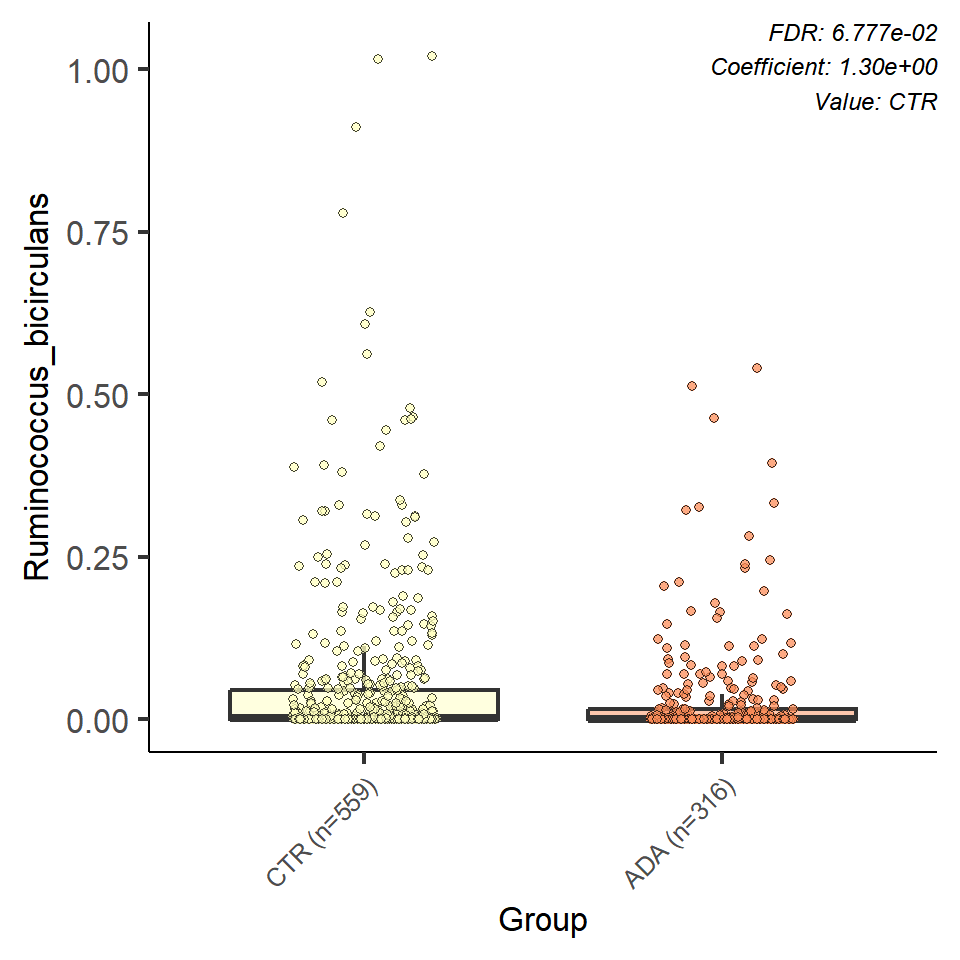 FDR: 6.777e-02
Coefficient: 1.30e+00
Value: CTR
Ruminococcus_bicirculans
1.00
0.75
0.50
0.25
0.00
CTR (n=559)
ADA (n=316)
Group